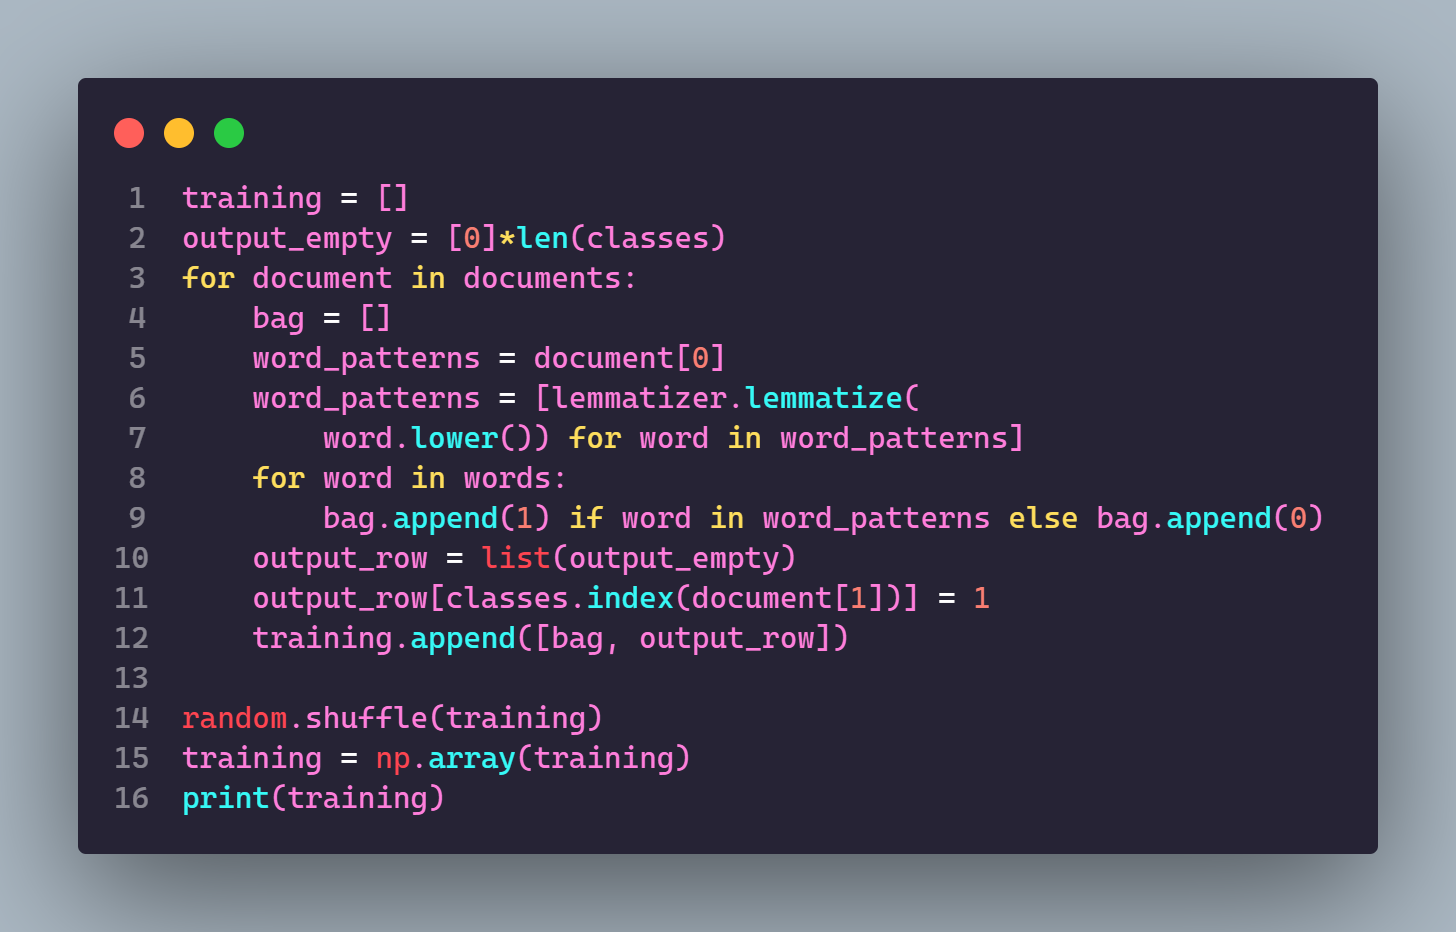 1 training = []
2 output_empty = [0]*len(classes)
3 for document in documents:
4     bag = []
5     word_patterns = document[0]
6     word_patterns = [lemmatizer.lemmatize(
7         word.lower()) for word in word_patterns]
8     for word in words:
9         bag.append(1) if word in word_patterns else bag.append(0)
10     output_row = list(output_empty)
11     output_row[classes.index(document[1])] = 1
12     training.append([bag, output_row])
13
14 random.shuffle(training)
15 training = np.array(training)
16 print(training)